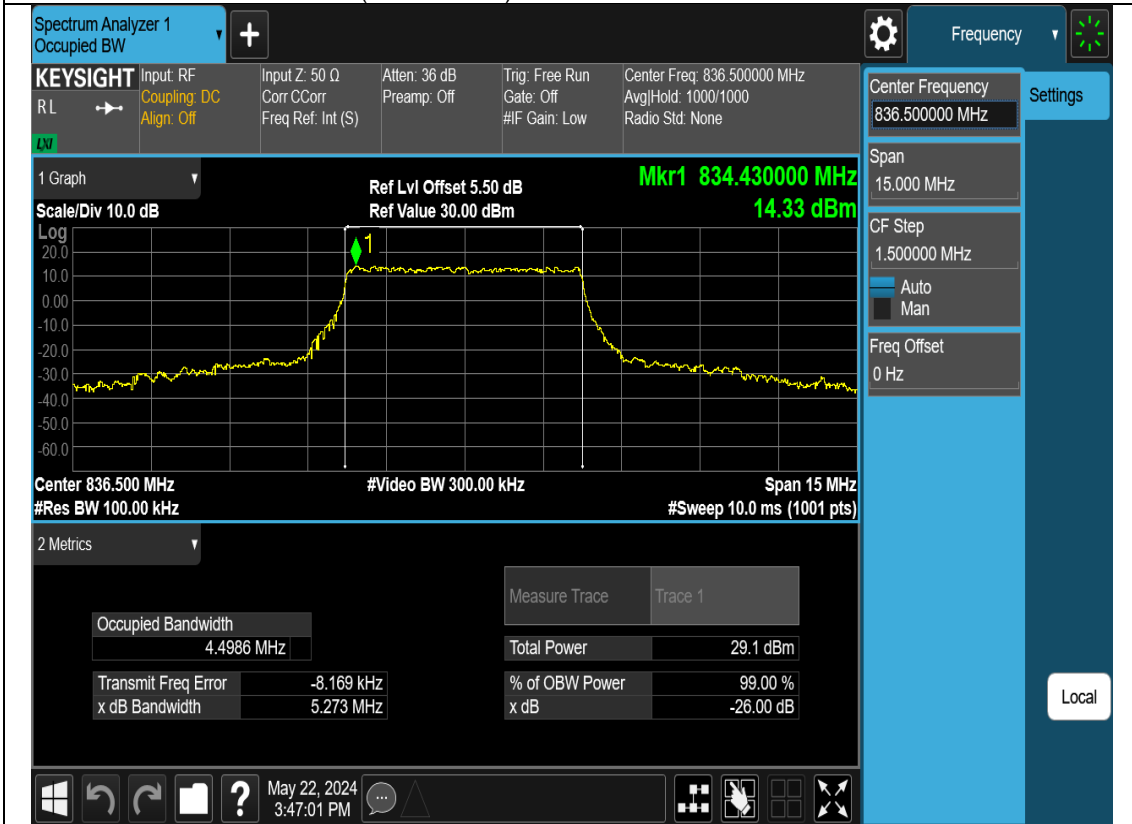 Spectrum Analyzer 1
Occupied BW
+
Frequency
KEYSIGHT
RL
LXI
Input: RF
Coupling: DC
Align: Off
Input Z: 50 Ω
Corr CCorr
Freq Ref: Int (S)
Atten: 36 dB
Preamp: Off
Trig: Free Run
Gate: Off
#IF Gain: Low
Center Freq: 836.500000 MHz
Avg|Hold: 1000/1000
Radio Std: None
Center Frequency
836.500000 MHz
Settings
Span
15.000 MHz
CF Step
1.500000 MHz
Auto
Man
Freq Offset
0 Hz
Local
1 Graph
Scale/Div 10.0 dB
Ref Lvl Offset 5.50 dB
Ref Value 30.00 dBm
Mkr1 834.430000 MHz
14.33 dBm
Log
1
20.0
10.0
0.00
-10.0
-20.0
-30.0
-40.0
-50.0
-60.0
Center 836.500 MHz
#Video BW 300.00 kHz
Span 15 MHz
#Res BW 100.00 kHz
#Sweep 10.0 ms (1001 pts)
2 Metrics
Measure Trace Trace 1
Occupied Bandwidth
4.4986 MHz
Total Power 29.1 dBm
Transmit Freq Error -8.169 kHz
% of OBW Power 99.00 %
x dB Bandwidth 5.273 MHz
x dB -26.00 dB
?
May 22, 2024
3:47:01 PM